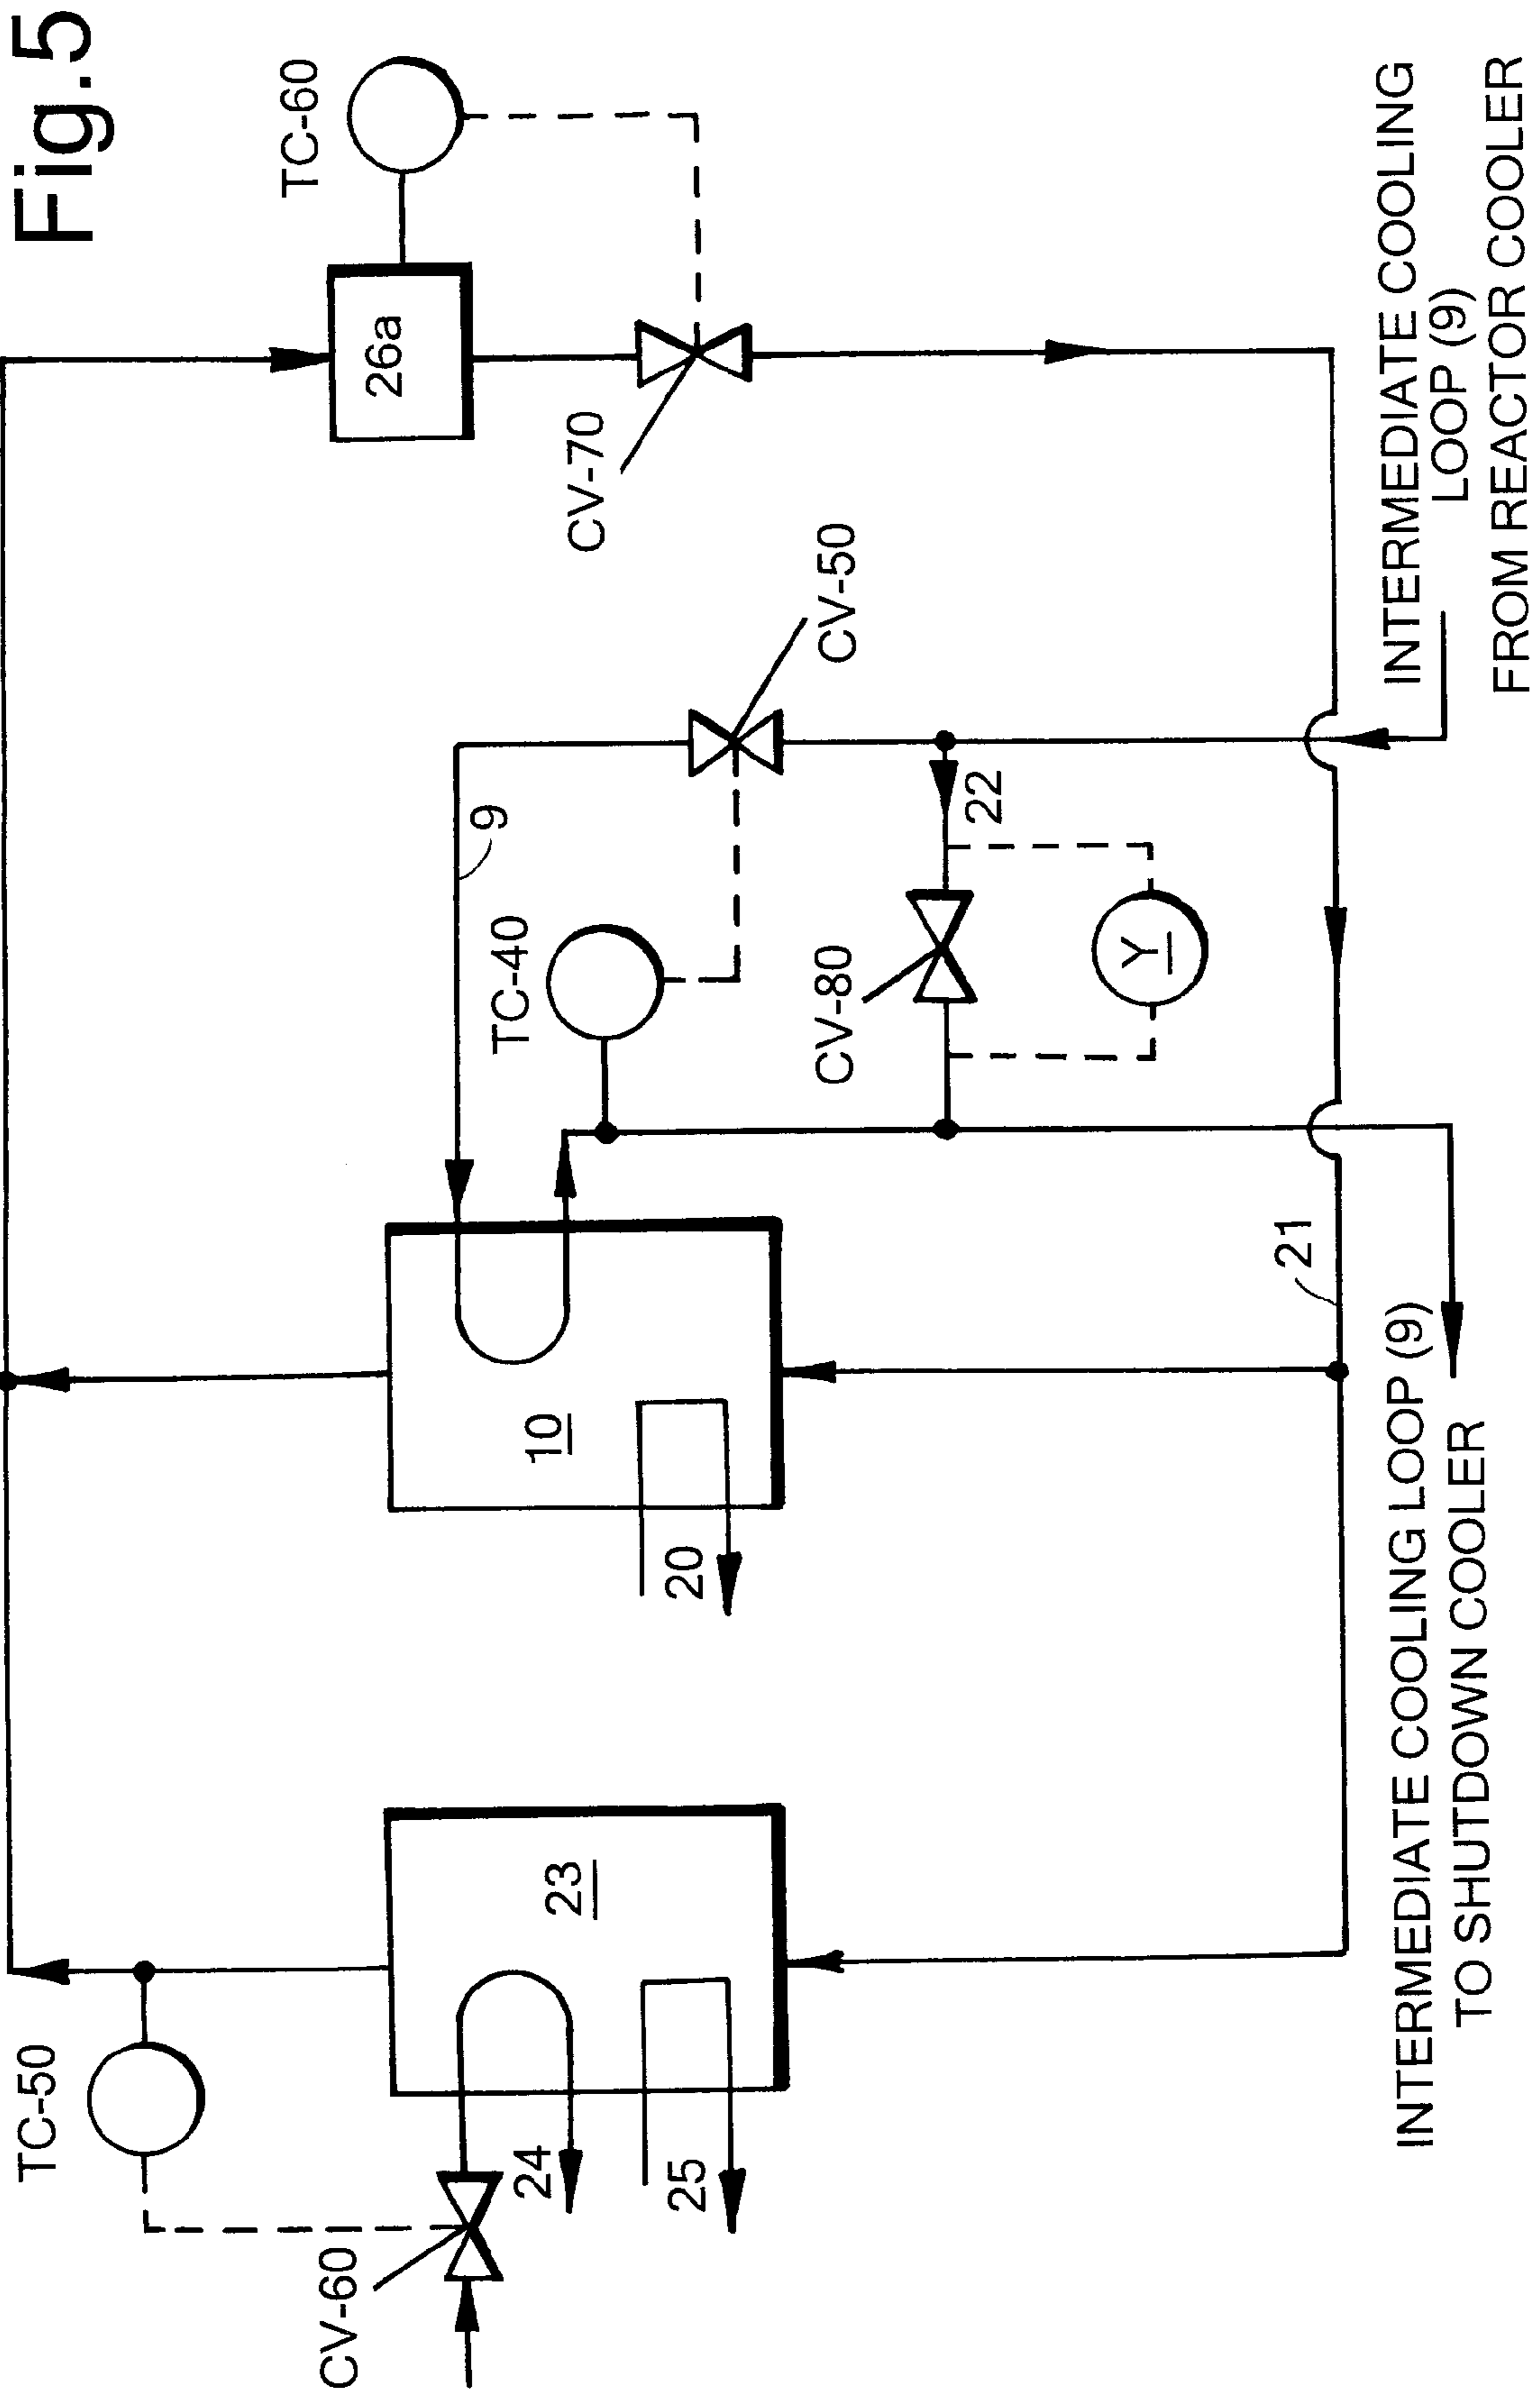 Fig.5
TC-50
TC-60
CV-60
24
23
25
10
20
9
TC-40
26a
CV-70
CV-50
CV-80
22
Y
21
INTERMEDIATE COOLING LOOP (9)
TO SHUTDOWN COOLER
INTERMEDIATE COOLING
LOOP (9)
FROM REACTOR COOLER